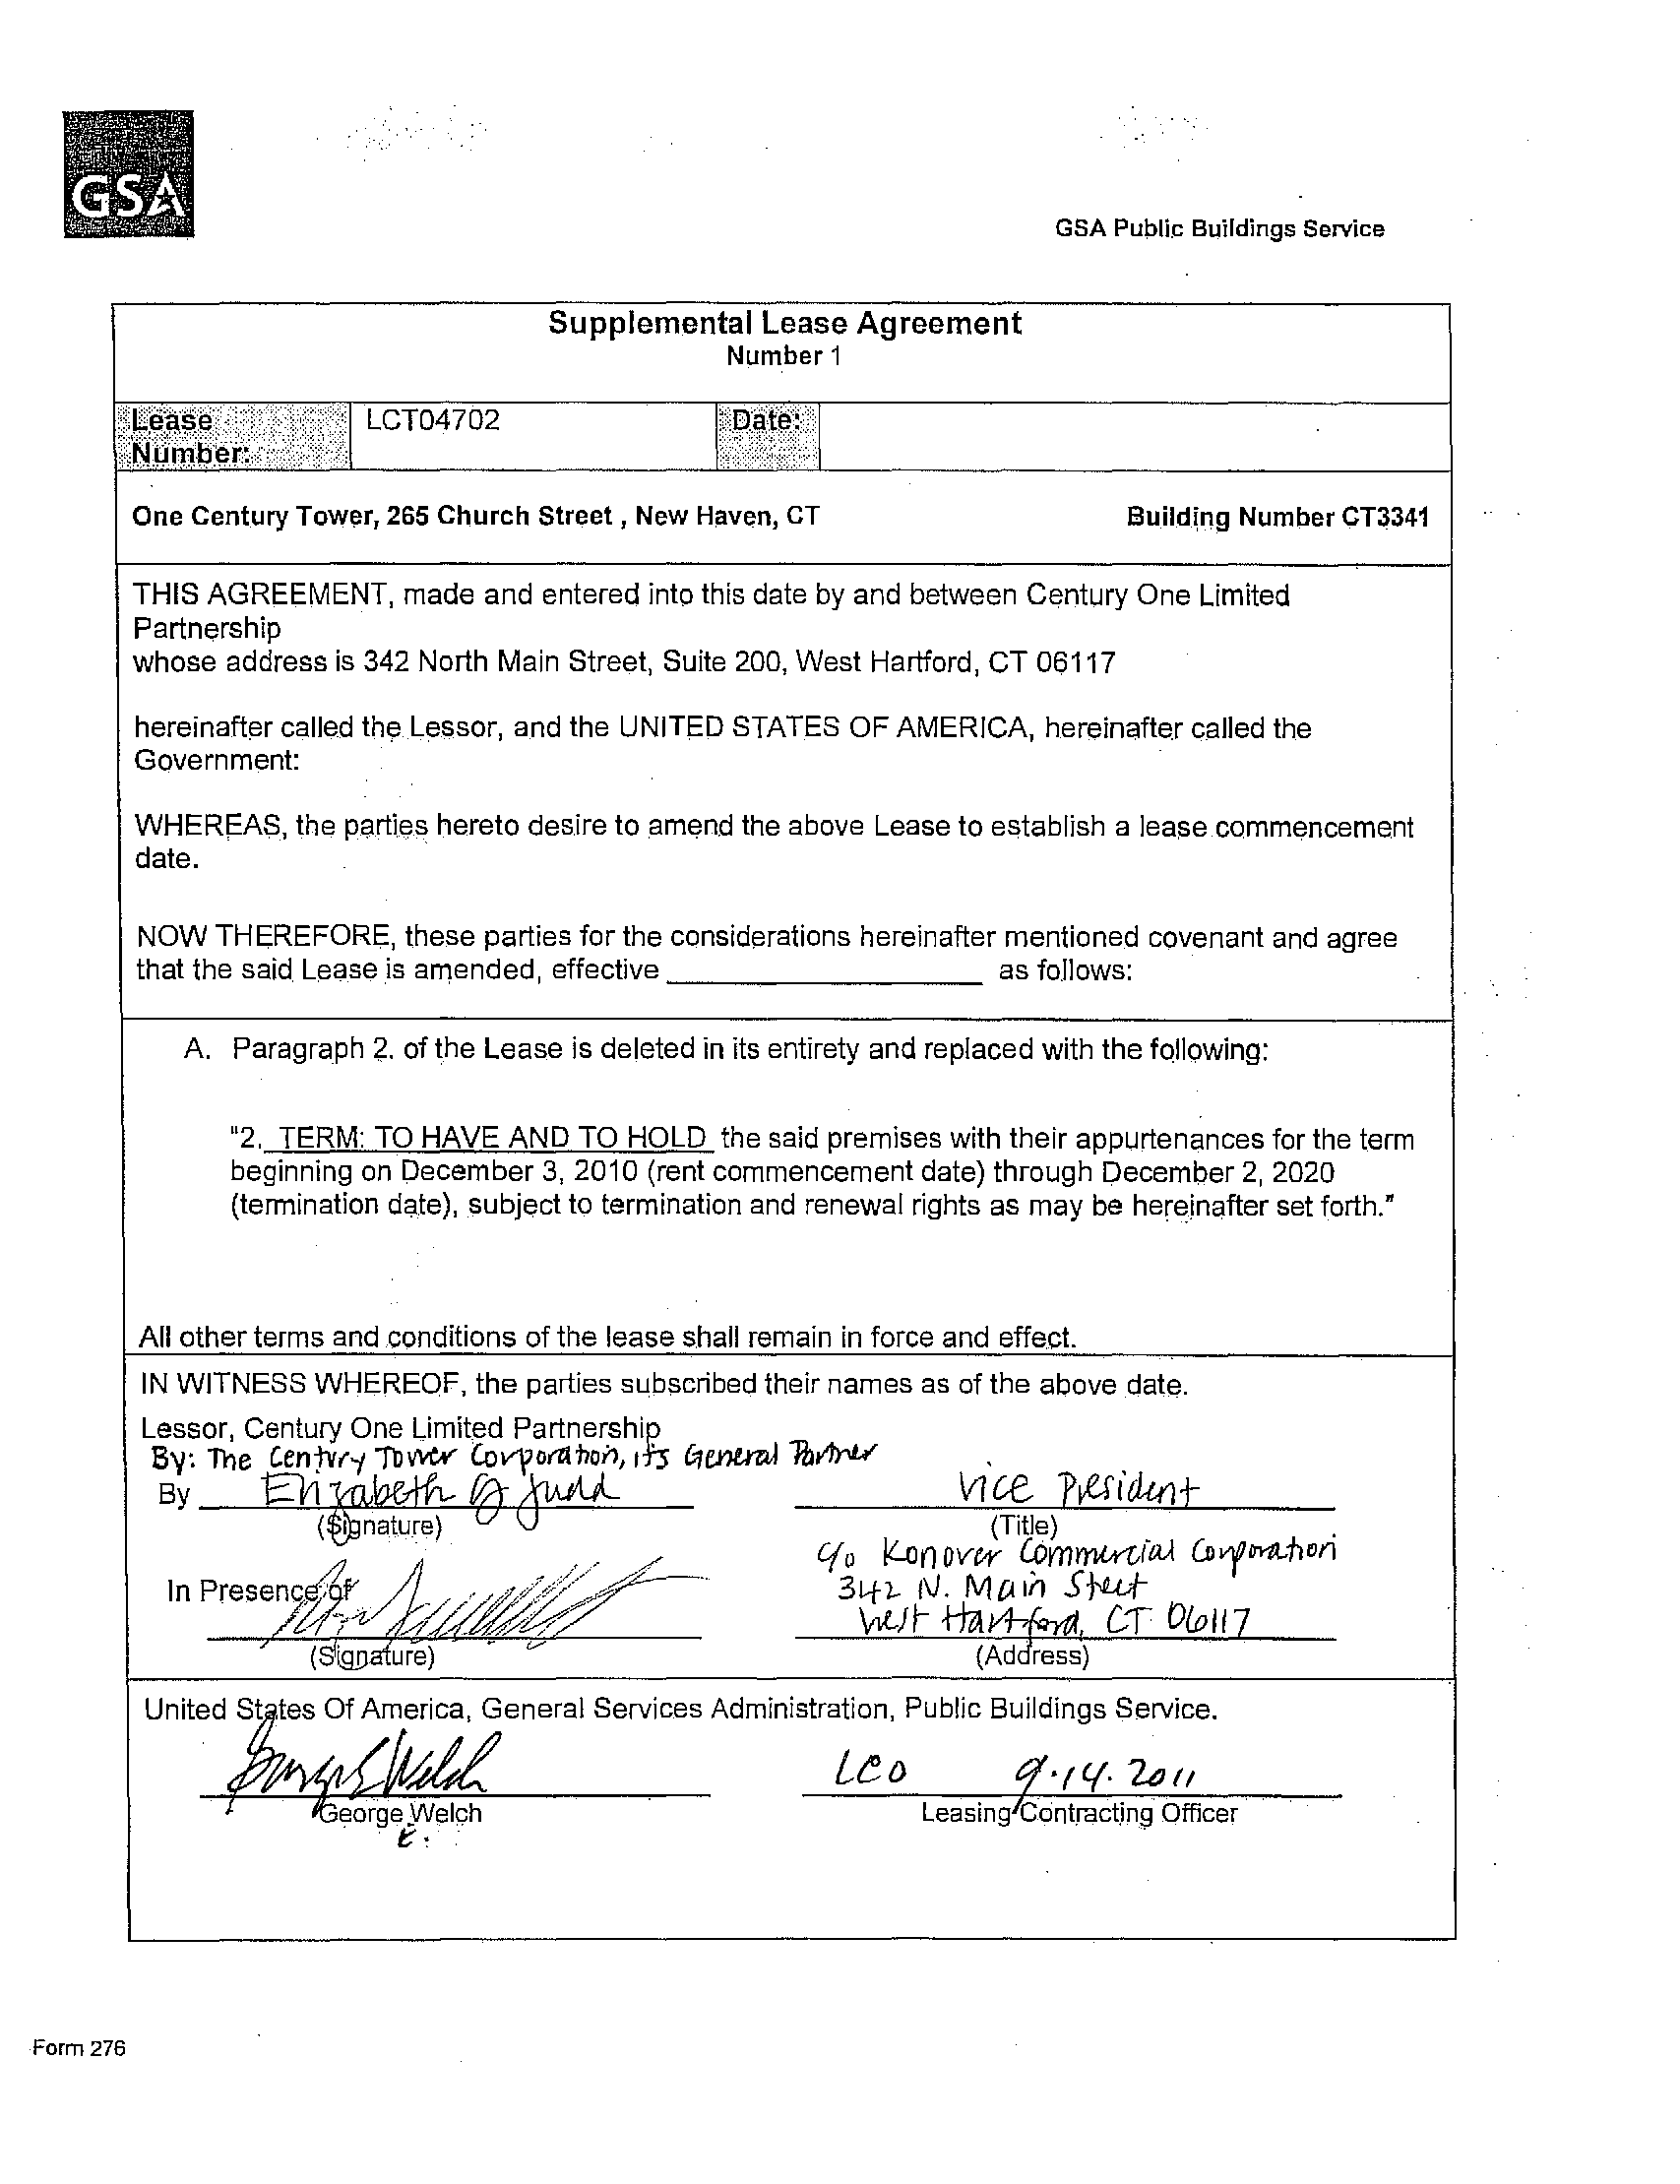 GSA
GSA Public Buildings Service
Supplemental Lease Agreement
Number 1
Lease
Number:
LCT04702
Date:
One Century Tower, 265 Church Street , New Haven, CT
Building Number CT3341
THIS AGREEMENT, made and entered into this date by and between Century One Limited
Partnership
whose address is 342 North Main Street, Suite 200, West Hartford, CT 06117
hereinafter called the Lessor, and the UNITED STATES OF AMERICA, hereinafter called the
Government:
WHEREAS, the parties hereto desire to amend the above Lease to establish a lease commencement
date.
NOW THEREFORE, these parties for the considerations hereinafter mentioned covenant and agree
that the said Lease is amended, effective ____________________ as follows:
A. Paragraph 2. of the Lease is deleted in its entirety and replaced with the following:
"2. TERM: TO HAVE AND TO HOLD the said premises with their appurtenances for the term
beginning on December 3, 2010 (rent commencement date) through December 2, 2020
(termination date), subject to termination and renewal rights as may be hereinafter set forth."
All other terms and conditions of the lease shall remain in force and effect.
IN WITNESS WHEREOF, the parties subscribed their names as of the above date.
Lessor, Century One Limited Partnership
By: The Century Tower Corporation, its General Partner
By Elizabeth J Judd
Vice President
(Signature)
(Title)
c/o Konover Commercial Corporation
342 N. Main Street
West Hartford, CT 06117
In Presence of
(Signature)
(Address)
United States Of America, General Services Administration, Public Buildings Service.
George E Welch
LCO 9.14.2011
George Welch
E.
Leasing Contracting Officer
Form 276